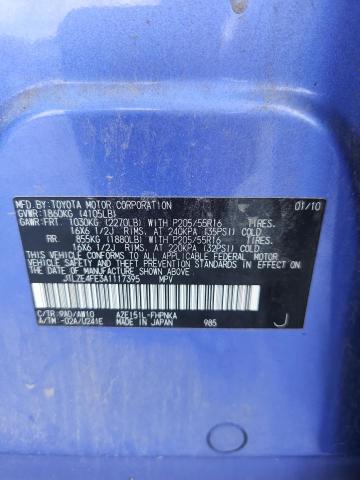 MFD.BY:TOYOTA MOTOR CORPORATION 01/10
GVWR:1860KG (4105LB)
GAWR:FRT 1030KG (2270LB) WITH P205/55R16 TIRES.
16X6 1/2J RIMS. AT 240KPA (35PSI) COLD
RR 855KG (1880LB) WITH P205/55R16 TIRES.
16X6 1/2J RIMS. AT 220KPA (32PSI) COLD
THIS VEHICLE CONFORMS TO ALL APPLICABLE FEDERAL MOTOR
VEHICLE SAFETY AND THEFT PREVENTION STANDARDS IN EFFECT
ON THE DATE OF MANUFACTURE SHOWN ABOVE.
JTLZE4FE3A1117395 MPV
C/TR:9AD/AW10 AZE151L-FHPNKA
A/TM:-02A/U241E MADE IN JAPAN 985 J